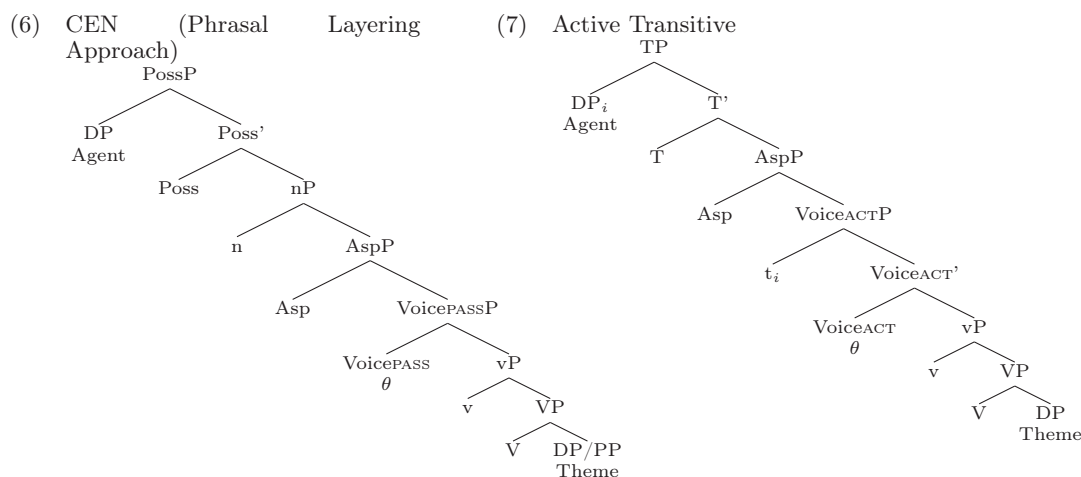 (6) CEN (Phrasal Layering Approach)
PossP
DP Poss'
Agent
Poss nP
n AspP
Asp VoicePASSP
VoicePASS vP
θ
v VP
V DP/PP
Theme
(7) Active Transitive
TP
DPi T'
Agent
T AspP
Asp VoiceACTP
ti VoiceACT'
VoiceACT vP
θ
v VP
V DP
Theme